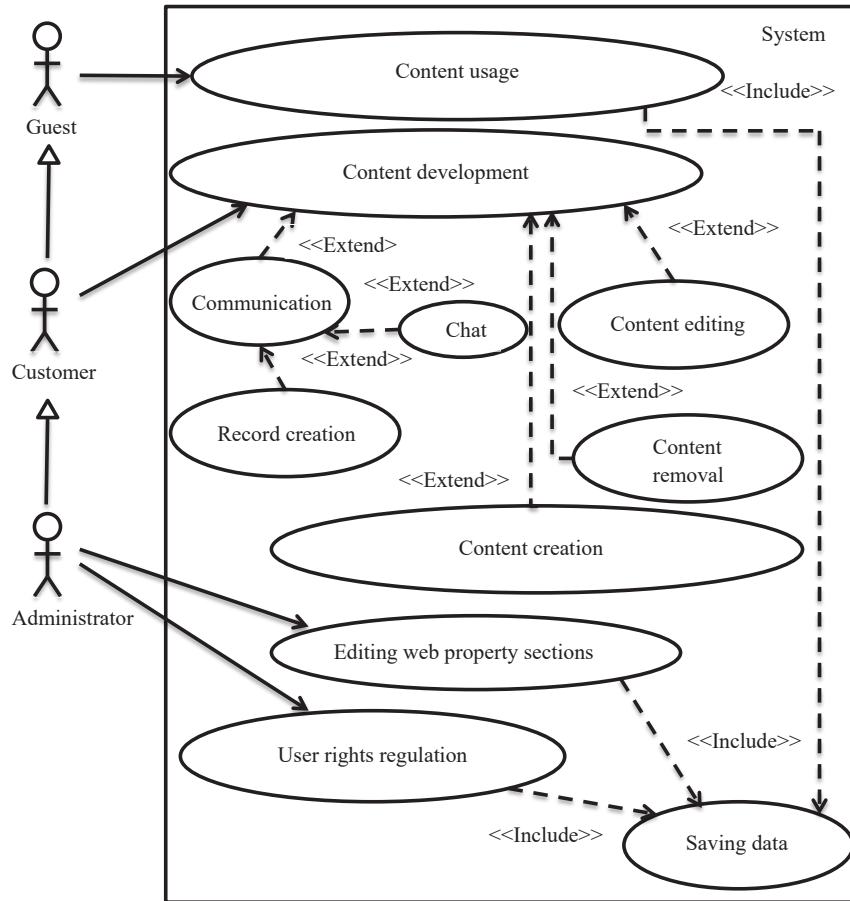 System
Content usage
<<Include>>
Guest
Content development
<<Extend>
<<Extend>>
<<Extend>>
Communication
Chat
Content editing
<<Extend>>
Customer
<<Extend>>
Record creation
Content
removal
<<Extend>>
Content creation
Administrator
Editing web property sections
<<Include>>
User rights regulation
<<Include>>
Saving data